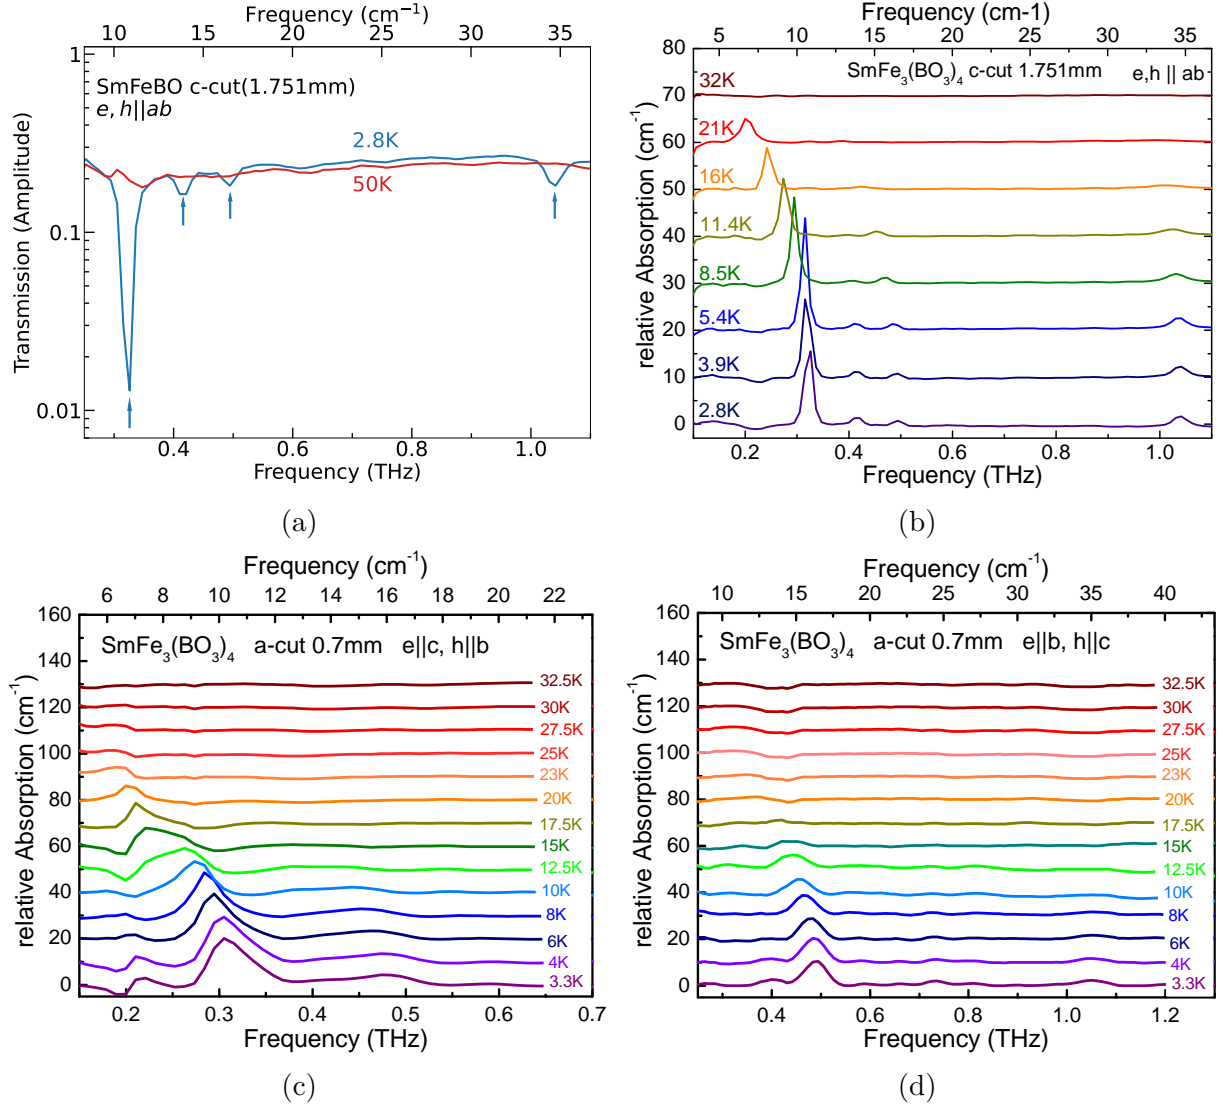 Frequency (cm⁻¹)
10 15 20 25 30 35
1
0.1
0.01
Transmission (Amplitude)
SmFeBO c-cut(1.751mm)
e, h||ab
2.8K
50K
0.4 0.6 0.8 1.0
Frequency (THz)
(a)
Frequency (cm-1)
5 10 15 20 25 30 35
80
70
60
50
40
30
20
10
0
relative Absorption (cm⁻¹)
SmFe₃(BO₃)₄ c-cut 1.751mm e,h || ab
32K
21K
16K
11.4K
8.5K
5.4K
3.9K
2.8K
0.2 0.4 0.6 0.8 1.0
Frequency (THz)
(b)
Frequency (cm⁻¹)
6 8 10 12 14 16 18 20 22
160
140
120
100
80
60
40
20
0
relative Absorption (cm⁻¹)
SmFe₃(BO₃)₄ a-cut 0.7mm e||c, h||b
32.5K
30K
27.5K
25K
23K
20K
17.5K
15K
12.5K
10K
8K
6K
4K
3.3K
0.2 0.3 0.4 0.5 0.6 0.7
Frequency (THz)
(c)
Frequency (cm⁻¹)
10 15 20 25 30 35 40
160
140
120
100
80
60
40
20
0
relative Absorption (cm⁻¹)
SmFe₃(BO₃)₄ a-cut 0.7mm e||b, h||c
32.5K
30K
27.5K
25K
23K
20K
17.5K
15K
12.5K
10K
8K
6K
4K
3.3K
0.4 0.6 0.8 1.0 1.2
Frequency (THz)
(d)